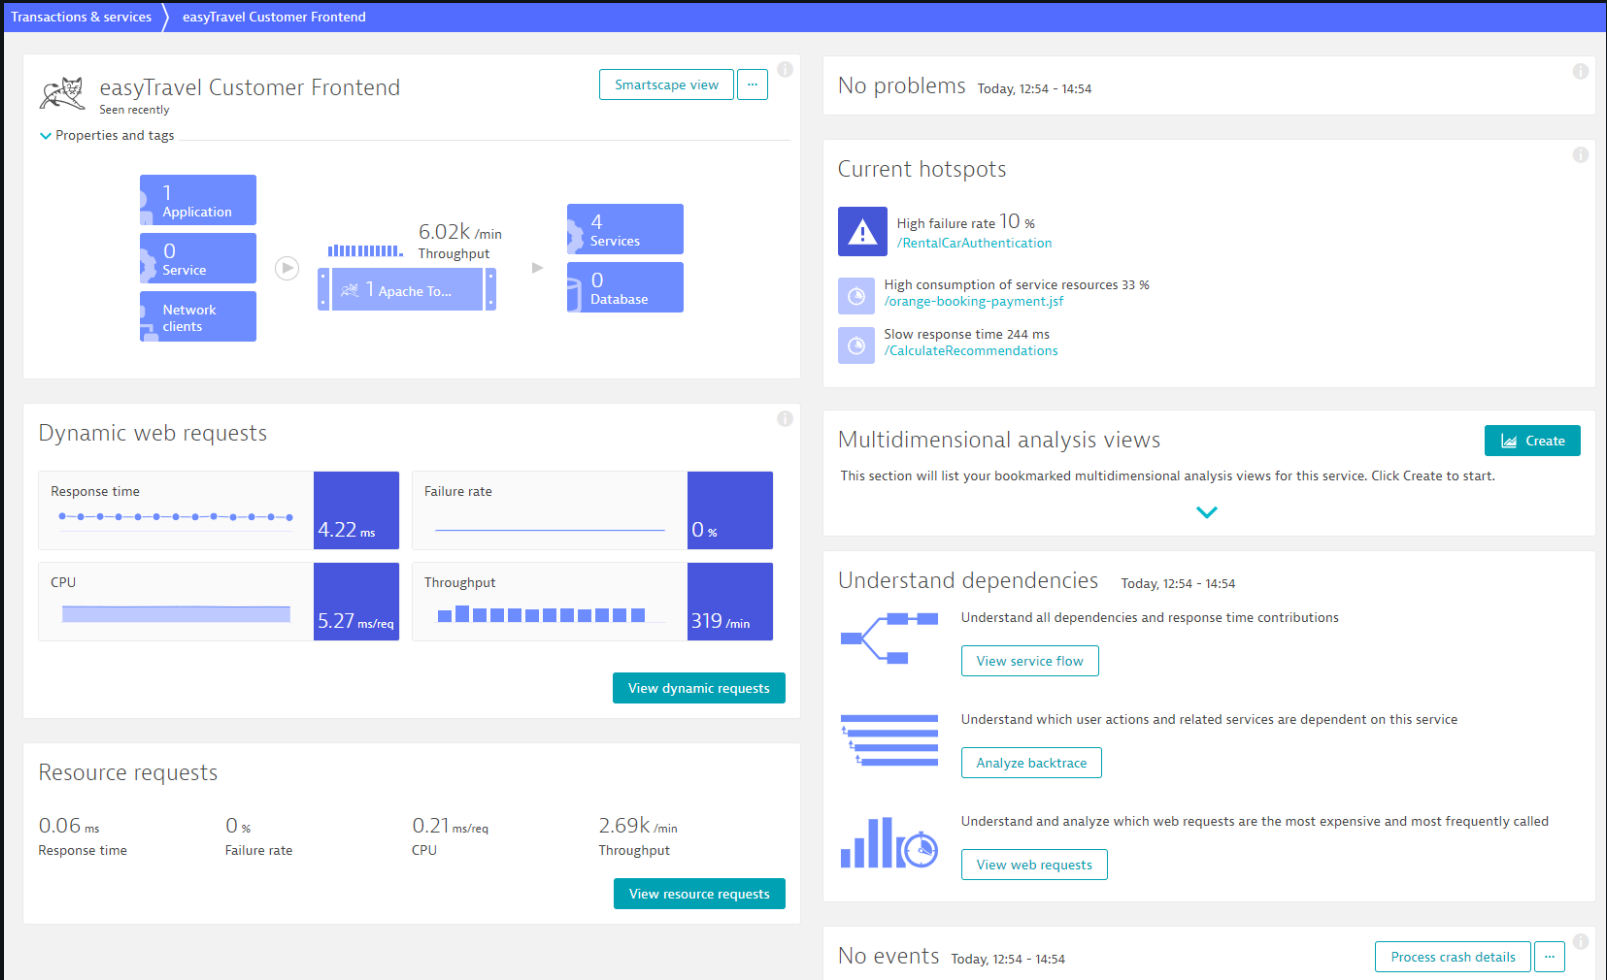 Transactions & services
easyTravel Customer Frontend
easyTravel Customer Frontend
Seen recently
Smartscape view
...
Properties and tags
1
Application
0
Service
Network
clients
6.02k /min
Throughput
1 Apache To...
4
Services
0
Database
Dynamic web requests
Response time
4.22 ms
Failure rate
0 %
CPU
5.27 ms/req
Throughput
319 /min
View dynamic requests
Resource requests
0.06 ms
Response time
0 %
Failure rate
0.21 ms/req
CPU
2.69k /min
Throughput
View resource requests
No problems Today, 12:54 - 14:54
Current hotspots
High failure rate 10 %
/RentalCarAuthentication
High consumption of service resources 33 %
/orange-booking-payment.jsf
Slow response time 244 ms
/CalculateRecommendations
Multidimensional analysis views
Create
This section will list your bookmarked multidimensional analysis views for this service. Click Create to start.
Understand dependencies Today, 12:54 - 14:54
Understand all dependencies and response time contributions
View service flow
Understand which user actions and related services are dependent on this service
Analyze backtrace
Understand and analyze which web requests are the most expensive and most frequently called
View web requests
No events Today, 12:54 - 14:54
Process crash details
...